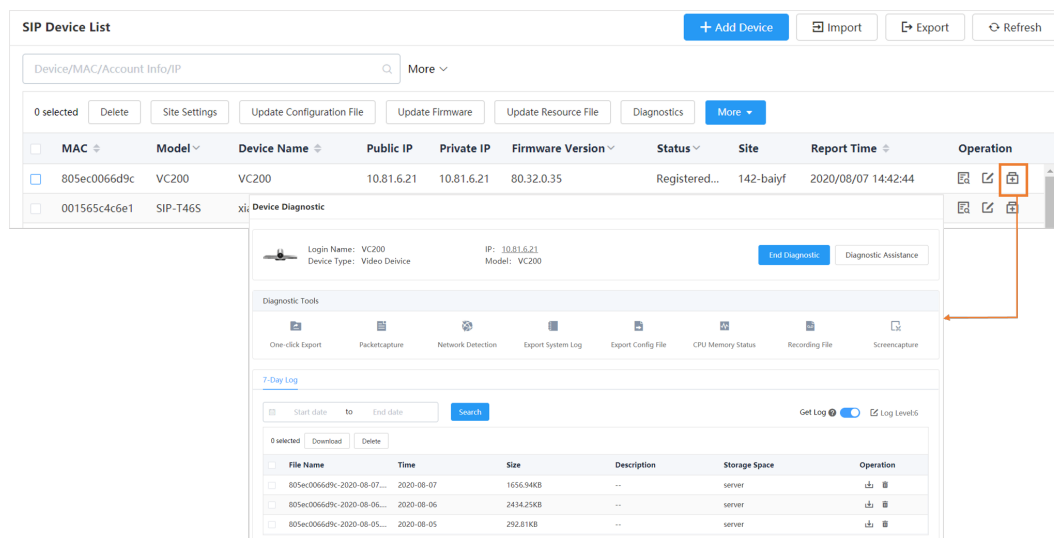 SIP Device List
+ Add Device
Import
Export
Refresh
Device/MAC/Account Info/IP
More
0 selected Delete Site Settings Update Configuration File Update Firmware Update Resource File Diagnostics More
MAC Model Device Name Public IP Private IP Firmware Version Status Site Report Time Operation
805ec0066d9c VC200 VC200 10.81.6.21 10.81.6.21 80.32.0.35 Registered... 142-baiyf 2020/08/07 14:42:44
001565c4c6e1 SIP-T46S
Device Diagnostic
Login Name: VC200 IP: 10.81.6.21
Device Type: Video Deivice Model: VC200
End Diagnostic Diagnostic Assistance
Diagnostic Tools
One-click Export Packetcapture Network Detection Export System Log Export Config File CPU Memory Status Recording File Screencapture
7-Day Log
Start date to End date Search Get Log Log Level:6
0 selected Download Delete
File Name Time Size Description Storage Space Operation
805ec0066d9c-2020-08-07.... 2020-08-07 1656.94KB -- server
805ec0066d9c-2020-08-06.... 2020-08-06 2434.25KB -- server
805ec0066d9c-2020-08-05.... 2020-08-05 292.81KB -- server